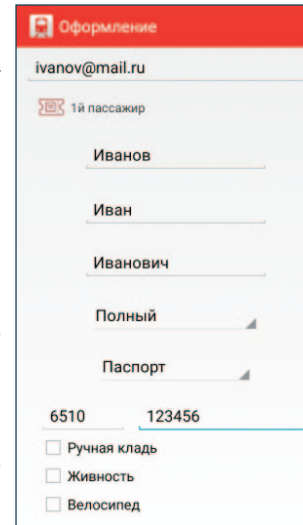 Оформление
ivanov@mail.ru
1й пассажир
Иванов
Иван
Иванович
Полный
Паспорт
6510 123456
Ручная кладь
Живность
Велосипед